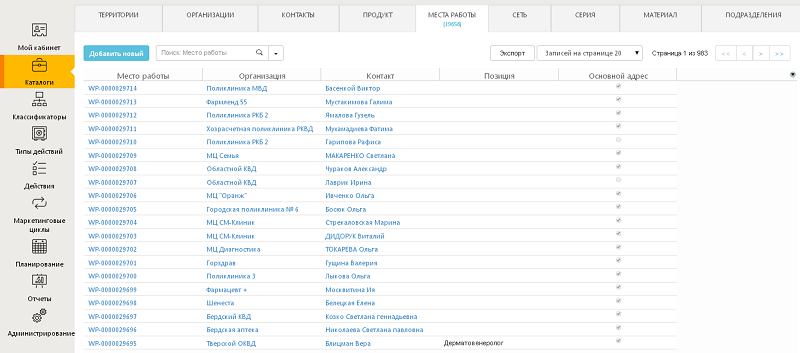 ТЕРРИТОРИИ ОРГАНИЗАЦИИ КОНТАКТЫ ПРОДУКТ МЕСТА РАБОТЫ СЕТЬ СЕРИЯ МАТЕРИАЛ ПОДРАЗДЕЛЕНИЯ
(19656)
Мой кабинет
Каталоги
Классификаторы
Типы действий
Действия
Маркетинговые
циклы
Планирование
Отчеты
Администрирование
Добавить новый Поиск: Место работы Экспорт Записей на странице 20 Страница 1 из 983 << < > >>
Место работы Организация Контакт Позиция Основной адрес
WP-0000029714 Поликлиника МВД Басенкой Виктор
WP-0000029713 Фармленд 55 Мустакимова Галима
WP-0000029712 Поликлиника РКБ 2 Ямалова Гузель
WP-0000029711 Хозрасчетная поликлиника РКВД Мукамадиева Фатима
WP-0000029710 Поликлиника РКБ 2 Гарипова Рафиса
WP-0000029709 МЦ Семья МАКАРЕНКО Светлана
WP-0000029708 Областной КВД Чураков Александр
WP-0000029707 Областной КВД Лаврик Ирина
WP-0000029706 МЦ "Оранж" Ивченко Ольга
WP-0000029705 Городская поликлиника № 6 Босюк Ольга
WP-0000029704 МЦ СМ-Клиник Стрекаловская Марина
WP-0000029703 МЦ СМ-Клиник ДИДОРУК Виталий
WP-0000029702 МЦ Диагностика ТОКАРЕВА Ольга
WP-0000029701 Горздрав Гущина Валерия
WP-0000029700 Поликлиника 3 Лыкова Ольга
WP-0000029699 Фармацевт + Москвитина Ия
WP-0000029698 Шенеста Белецкая Елена
WP-0000029697 Бердский КВД Козко Светлана геннадьевна
WP-0000029696 Бердская аптека Николаева Светлана павловна
WP-0000029695 Тверской ОКВД Блициан Вера Дерматовенеролог